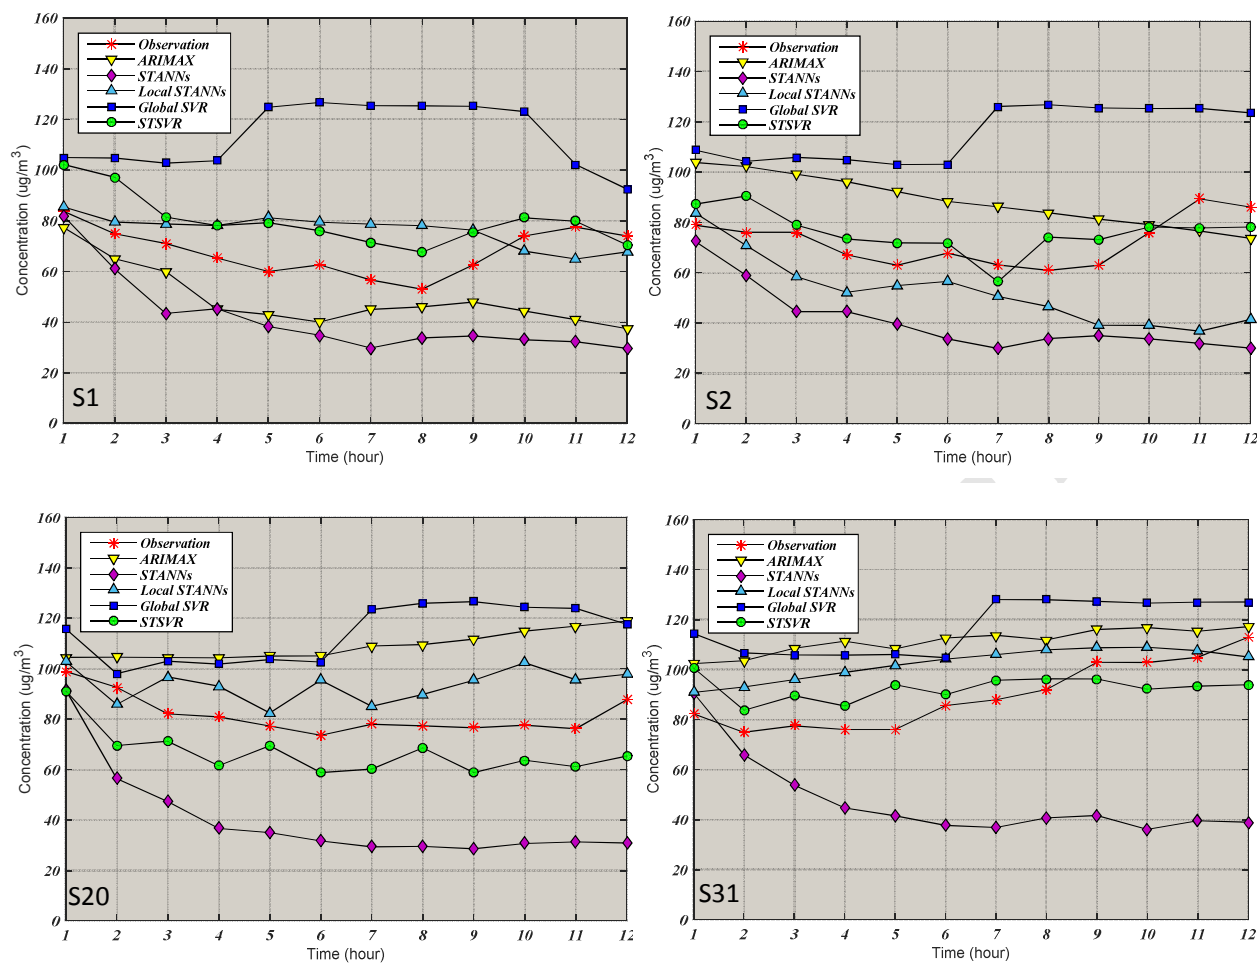 160
140
120
100
80
60
40
20
0
Concentration (ug/m³)
Observation
ARIMAX
STANNs
Local STANNs
Global SVR
STSVR
S1
1 2 3 4 5 6 7 8 9 10 11 12
Time (hour)
160
140
120
100
80
60
40
20
0
Concentration (ug/m³)
Observation
ARIMAX
STANNs
Local STANNs
Global SVR
STSVR
S2
1 2 3 4 5 6 7 8 9 10 11 12
Time (hour)
160
140
120
100
80
60
40
20
0
Concentration (ug/m³)
Observation
ARIMAX
STANNs
Local STANNs
Global SVR
STSVR
S20
1 2 3 4 5 6 7 8 9 10 11 12
Time (hour)
160
140
120
100
80
60
40
20
0
Concentration (ug/m³)
Observation
ARIMAX
STANNs
Local STANNs
Global SVR
STSVR
S31
1 2 3 4 5 6 7 8 9 10 11 12
Time (hour)